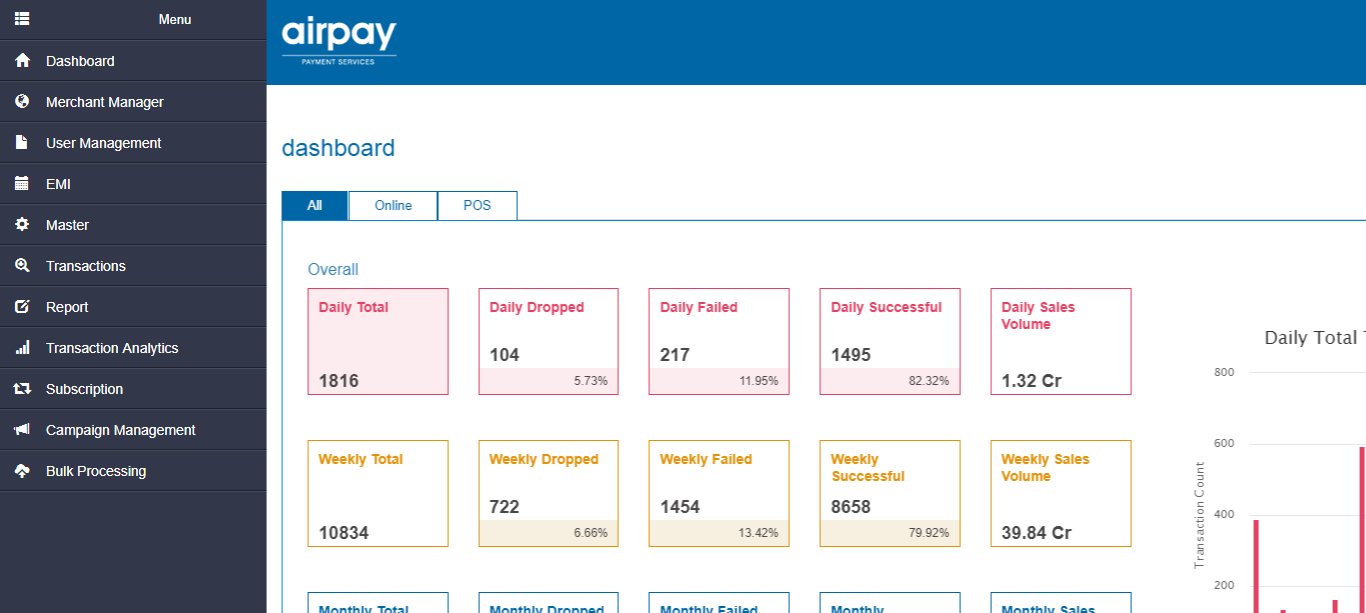 Menu
Dashboard
Merchant Manager
User Management
EMI
Master
Transactions
Report
Transaction Analytics
Subscription
Campaign Management
Bulk Processing
airpay
PAYMENT SERVICES
dashboard
All Online POS
Overall
Daily Total
1816
Daily Dropped
104
5.73%
Daily Failed
217
11.95%
Daily Successful
1495
82.32%
Daily Sales
Volume
1.32 Cr
Weekly Total
10834
Weekly Dropped
722
6.66%
Weekly Failed
1454
13.42%
Weekly
Successful
8658
79.92%
Weekly Sales
Volume
39.84 Cr
Monthly Total
Monthly Dropped
Monthly Failed
Monthly
Monthly Sales
Daily Total
800
600
400
200
Transaction Count